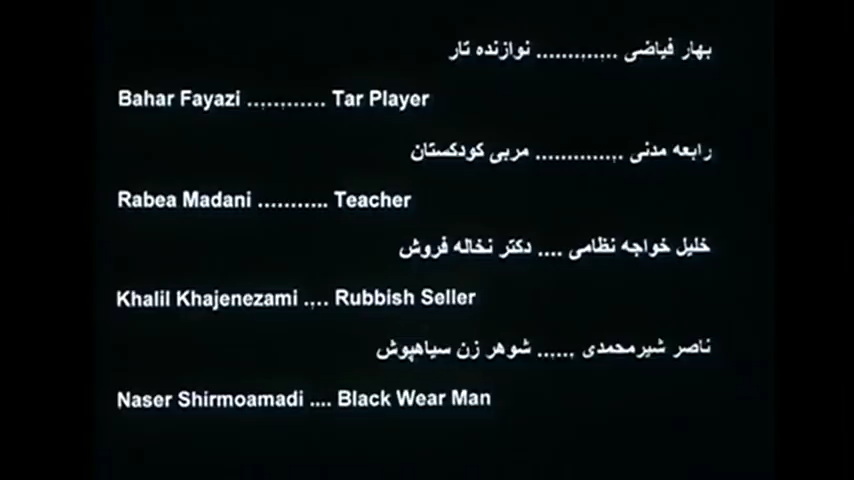 بهار فیاضی ............. نوازنده تار
Bahar Fayazi ............ Tar Player
رابعه مدنی .............. مربی کودکستان
Rabea Madani ........... Teacher
خلیل خواجه نظامی .... دکتر نخاله فروش
Khalil Khajenezami .... Rubbish Seller
ناصر شیرمحمدی ...... شوهر زن سیاهپوش
Naser Shirmoamadi .... Black Wear Man